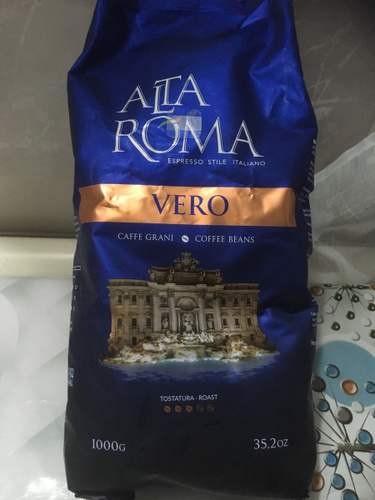 ALTA
ROMA
ESPRESSO STILE ITALIANO
VERO
CAFFE GRANI COFFEE BEANS
TOSTATURA · ROAST
1000G 35.2OZ